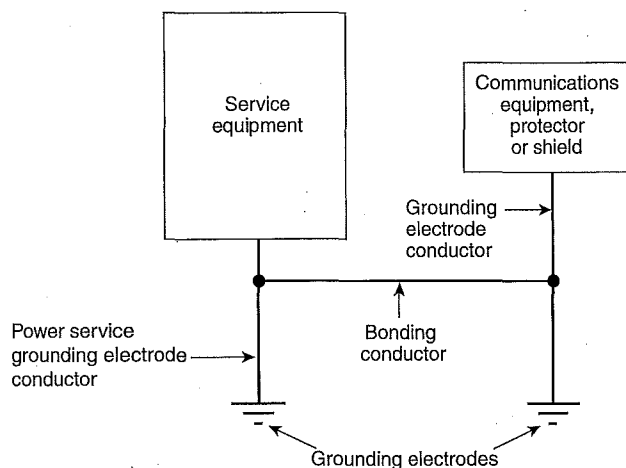 Service
equipment
Communications
equipment,
protector
or shield
Grounding
electrode
conductor
Power service
grounding electrode
conductor
Bonding
conductor
Grounding electrodes